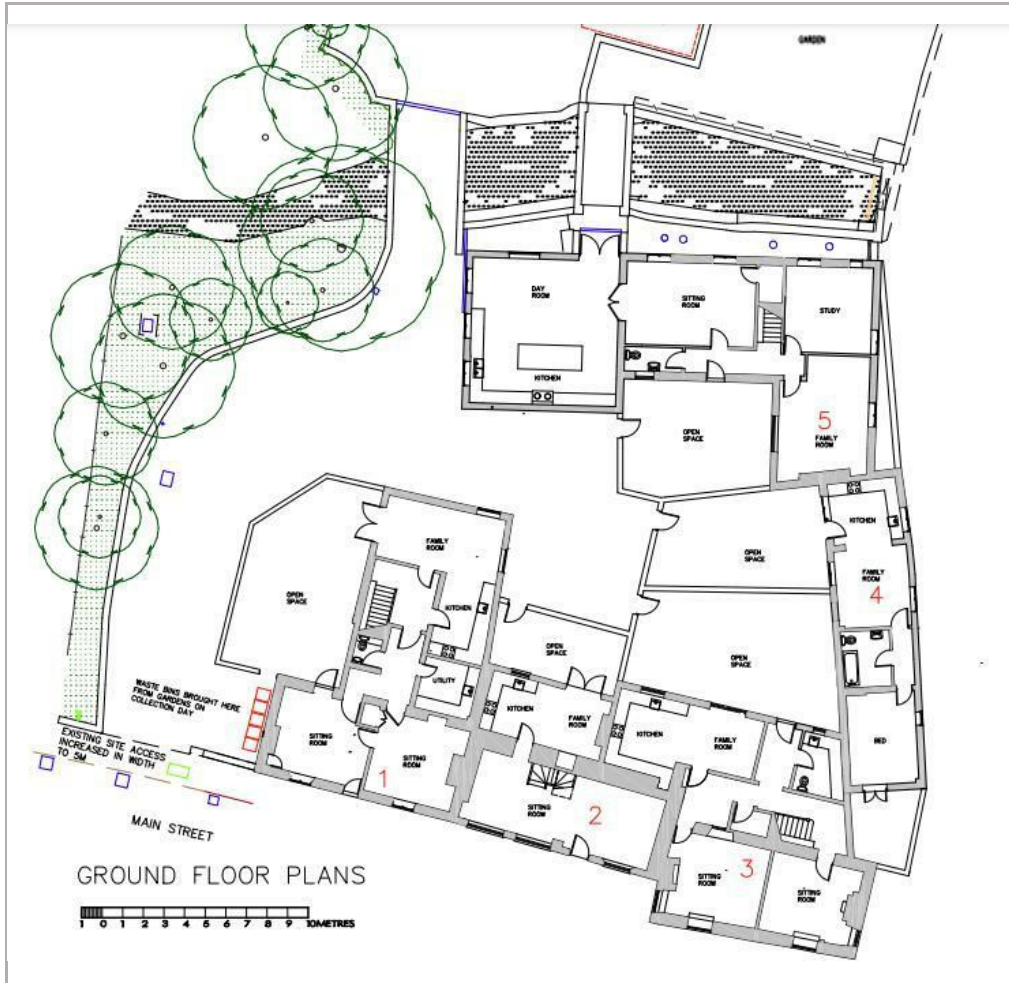 GARDEN
DAY
ROOM
SITTING
ROOM
STUDY
KITCHEN
OPEN
SPACE
5
FAMILY
ROOM
KITCHEN
FAMILY
ROOM
4
FAMILY
ROOM
OPEN
SPACE
OPEN
SPACE
KITCHEN
OPEN
SPACE
OPEN
SPACE
UTILITY
WASTE BINS BROUGHT HERE
FROM GARDENS ON
COLLECTION DAY
KITCHEN
FAMILY
ROOM
KITCHEN
FAMILY
ROOM
BED
EXISTING SITE ACCESS
INCREASED IN WIDTH
TO 5M
SITTING
ROOM
SITTING
ROOM
1
SITTING
ROOM
2
MAIN STREET
SITTING
ROOM
3
SITTING
ROOM
GROUND FLOOR PLANS
1 0 1 2 3 4 5 6 7 8 9 10METRES